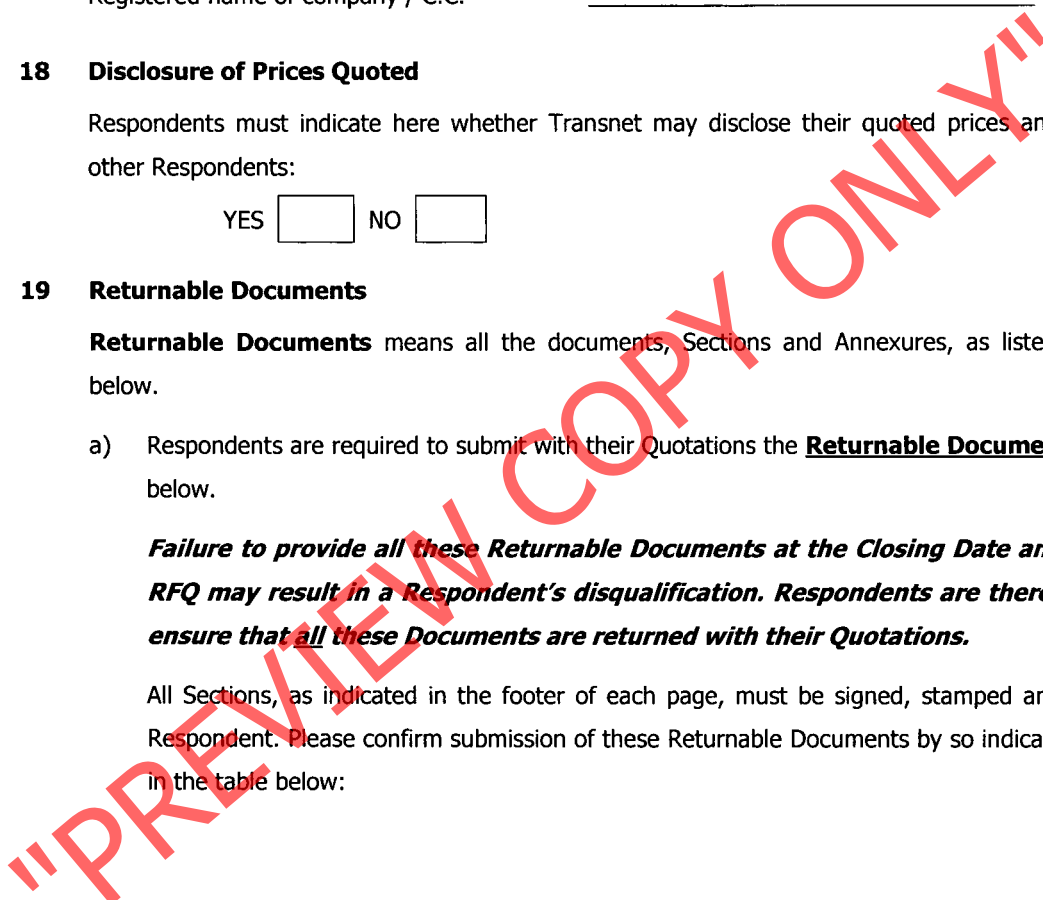 Registered name of company / C.C.
18 Disclosure of Prices Quoted
Respondents must indicate here whether Transnet may disclose their quoted prices an
other Respondents:
YES NO
19 Returnable Documents
Returnable Documents means all the documents, Sections and Annexures, as liste
below.
a) Respondents are required to submit with their Quotations the Returnable Docume
below.
Failure to provide all these Returnable Documents at the Closing Date an
RFQ may result in a Respondent's disqualification. Respondents are there
ensure that all these Documents are returned with their Quotations.
All Sections, as indicated in the footer of each page, must be signed, stamped an
Respondent. Please confirm submission of these Returnable Documents by so indica
in the table below:
"PREVIEW COPY ONLY"